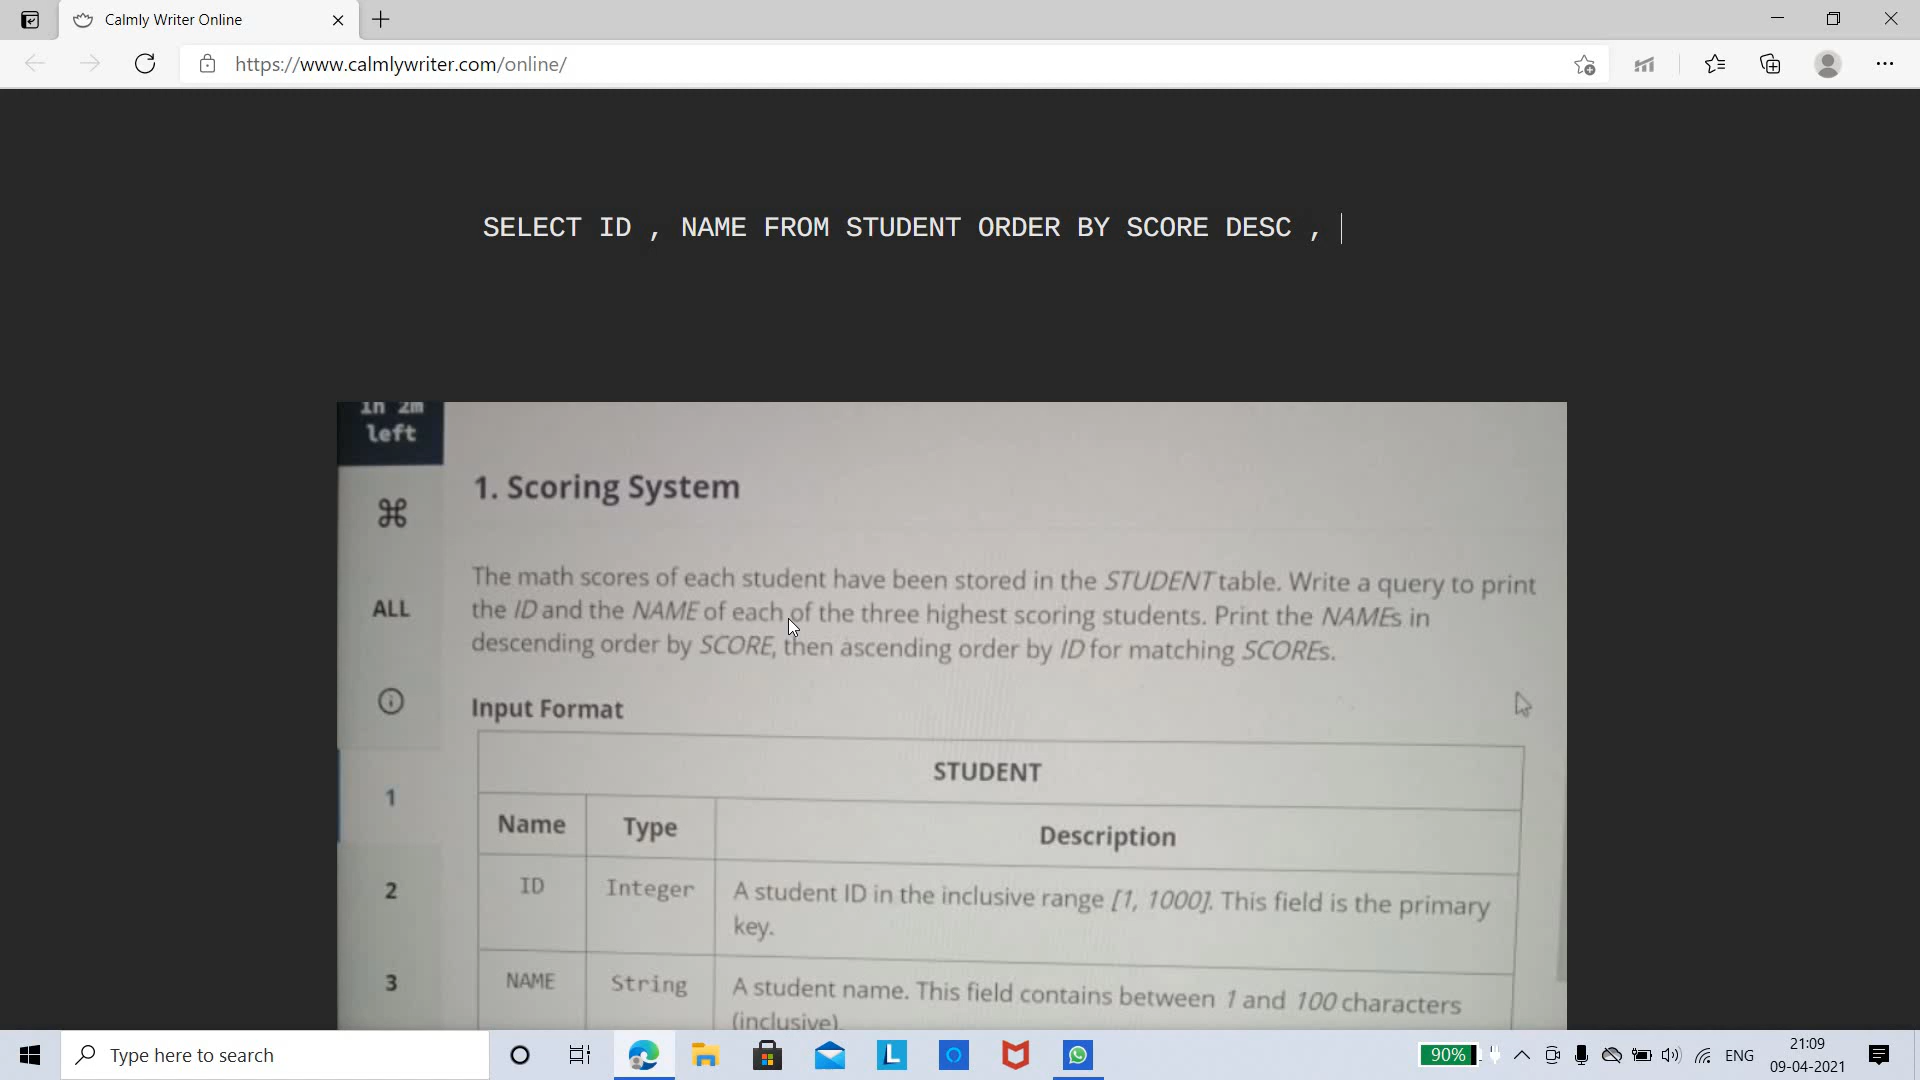 Calmly Writer Online
https://www.calmlywriter.com/online/
SELECT ID , NAME FROM STUDENT ORDER BY SCORE DESC ,
in 2m
left
1. Scoring System
ALL
The math scores of each student have been stored in the STUDENT table. Write a query to print
the ID and the NAME of each of the three highest scoring students. Print the NAMEs in
descending order by SCORE, then ascending order by ID for matching SCOREs.
Input Format
STUDENT
1
Name Type Description
2
ID Integer A student ID in the inclusive range [1, 1000]. This field is the primary
key.
3
NAME String A student name. This field contains between 1 and 100 characters
(inclusive).
Type here to search
90%
ENG
21:09
09-04-2021